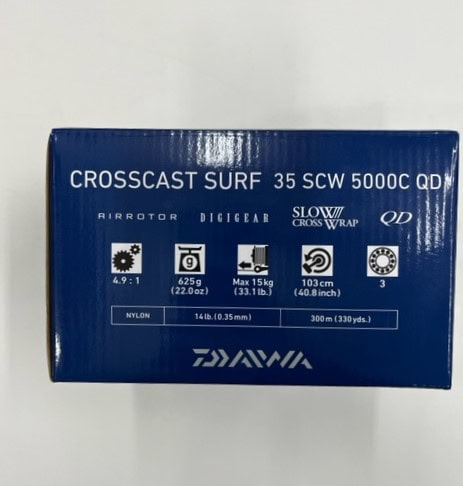 CROSSCAST SURF 35 SCW 5000C QD
AIRROTOR DIGIGEAR SLOW CROSS WRAP QD
g
4.9 : 1 625g (22.0oz) Max 15kg (33.1lb.) 103cm (40.8inch) 3
NYLON 14lb.(0.35mm) 300m (330yds.)
DAIWA